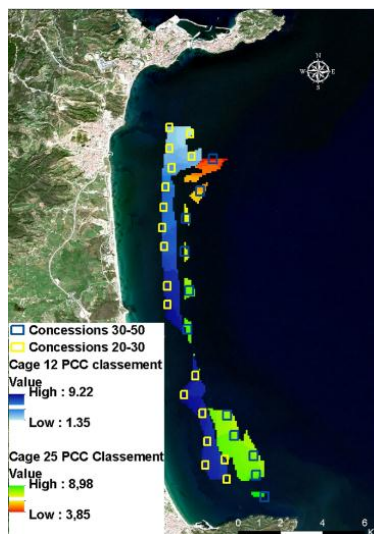 N
W E
S
Concessions 30-50
Concessions 20-30
Cage 12 PCC classement
Value
High : 9.22
Low : 1.35
Cage 25 PCC Classement
Value
High : 8,98
Low : 3,85
0 1 2 4 6
K